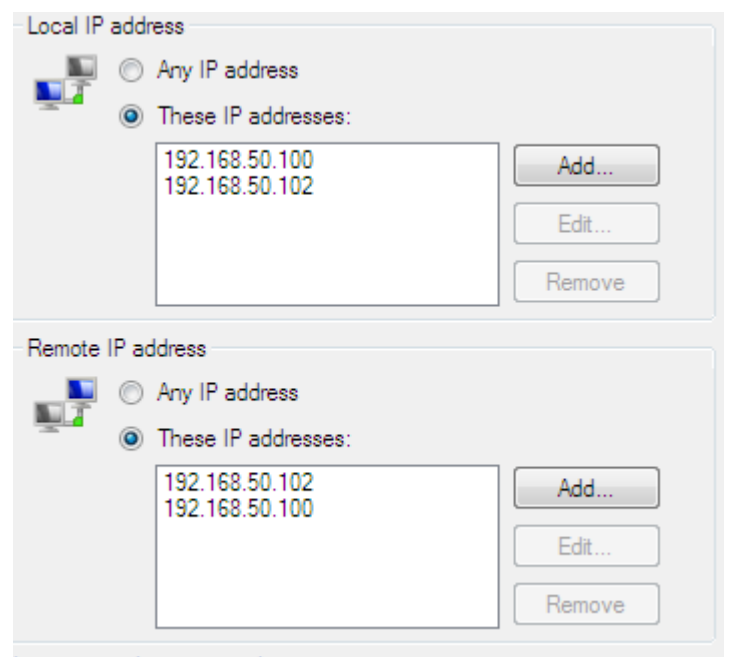 Local IP address
Any IP address
These IP addresses:
192.168.50.100
192.168.50.102
Add...
Edit...
Remove
Remote IP address
Any IP address
These IP addresses:
192.168.50.102
192.168.50.100
Add...
Edit...
Remove